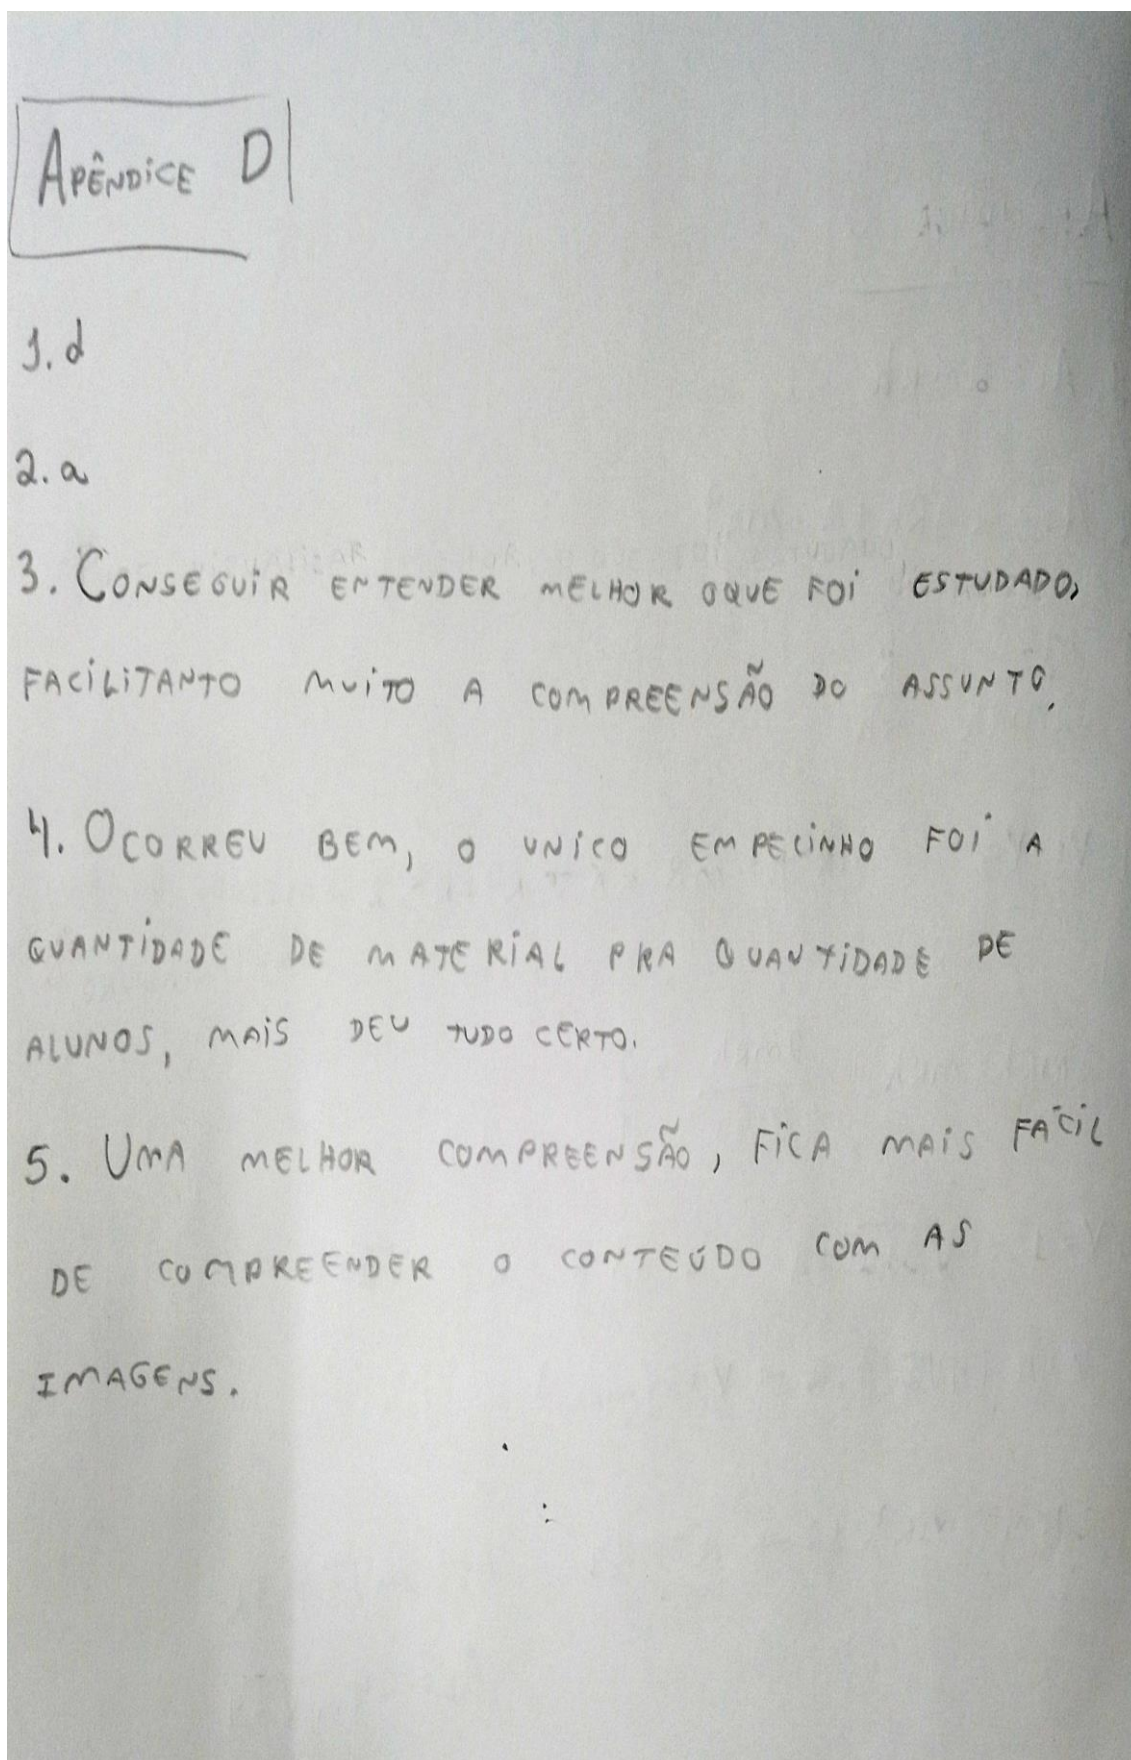 APÊNDICE D
1. d
2. a
3. CONSEGUIR ENTENDER MELHOR OQUE FOI ESTUDADO,
FACILITANTO MUITO A COMPREENSÃO DO ASSUNTO.
4. OCORREU BEM, O UNICO EMPECINHO FOI A
QUANTIDADE DE MATERIAL PRA QUANTIDADE DE
ALUNOS, MAIS DEU TUDO CERTO.
5. UMA MELHOR COMPREENSÃO, FICA MAIS FÁCIL
DE COMPREENDER O CONTEÚDO COM AS
IMAGENS.